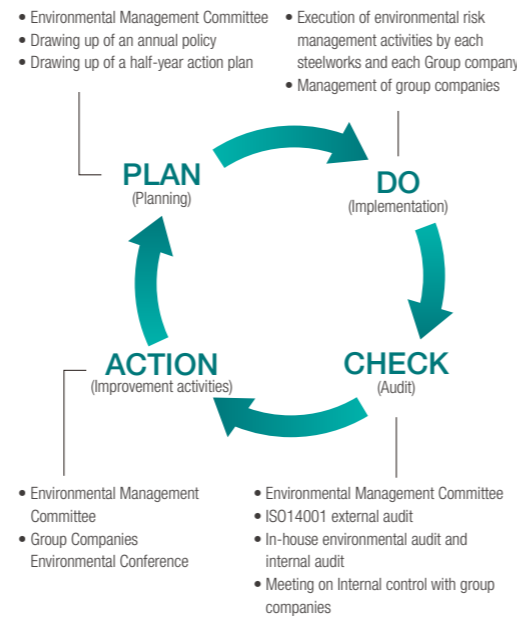 • Environmental Management Committee
• Drawing up of an annual policy
• Drawing up of a half-year action plan
• Execution of environmental risk
management activities by each
steelworks and each Group company
• Management of group companies
PLAN
(Planning)
DO
(Implementation)
ACTION
(Improvement activities)
CHECK
(Audit)
• Environmental Management
Committee
• Group Companies
Environmental Conference
• Environmental Management Committee
• ISO14001 external audit
• In-house environmental audit and
internal audit
• Meeting on Internal control with group
companies